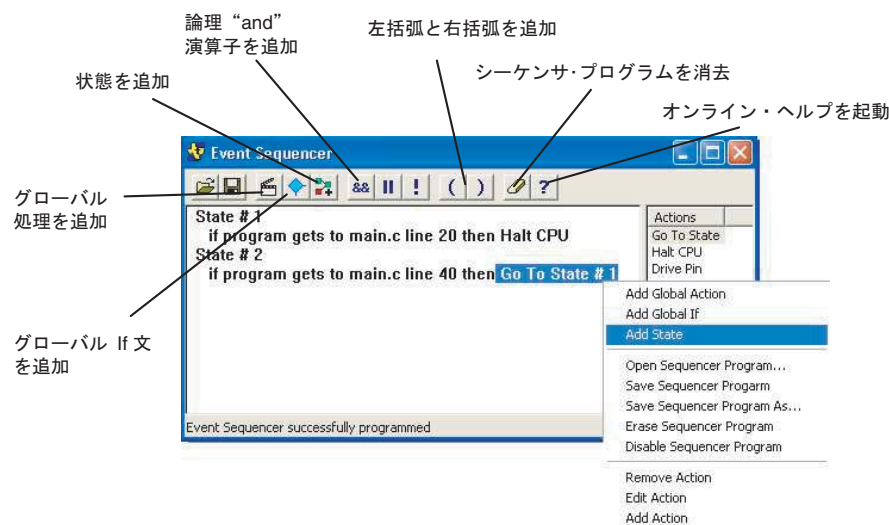 論理“and”
演算子を追加
左括弧と右括弧を追加
シーケンサ・プログラムを消去
状態を追加
オンライン・ヘルプを起動
Event Sequencer
&& !
( ) ?
グローバル
処理を追加
State # 1
if program gets to main.c line 20 then Halt CPU
State # 2
if program gets to main.c line 40 then Go To State # 1
Actions
Go To State
Halt CPU
Drive Pin
グローバル If 文
を追加
Add Global Action
Add Global If
Add State
Open Sequencer Program...
Save Sequencer Progarm
Save Sequencer Program As...
Erase Sequencer Program
Disable Sequencer Program
Remove Action
Edit Action
Add Action
Event Sequencer successfully programmed